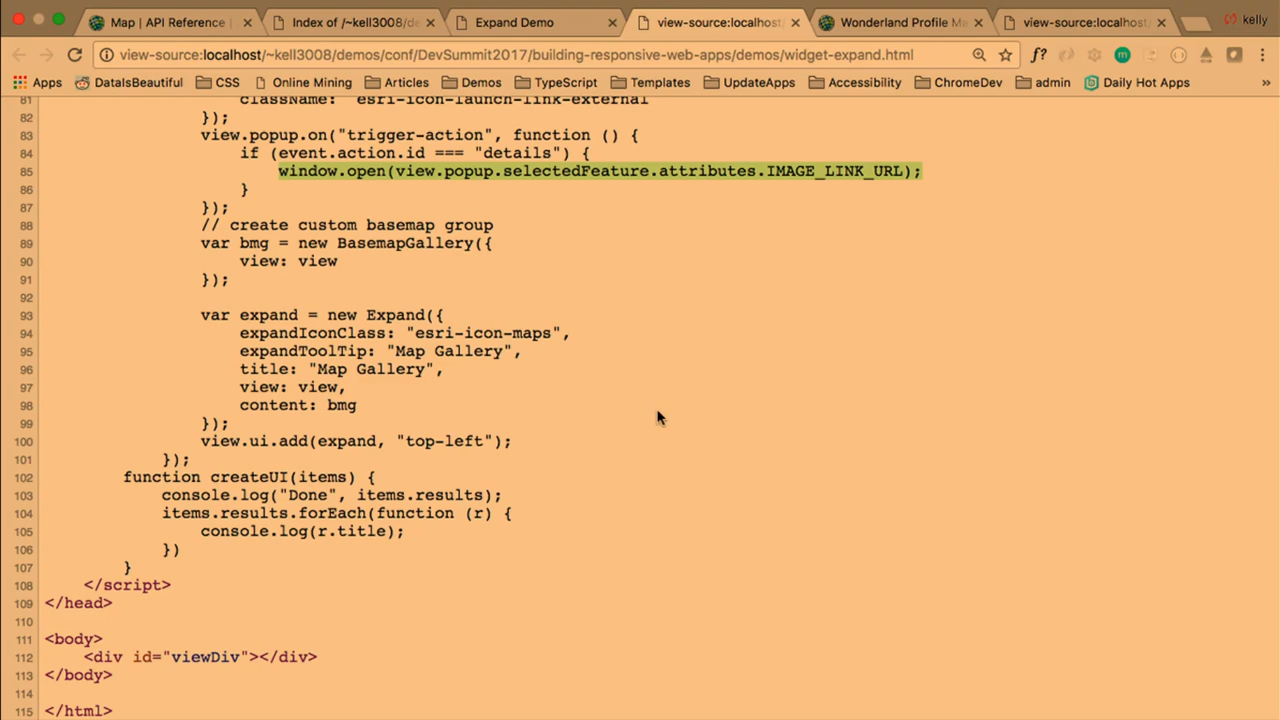 Map | API Reference
Index of /~kell3008/de
Expand Demo
view-source:localhost
Wonderland Profile Ma
view-source:localhost
kelly
view-source:localhost/~kell3008/demos/conf/DevSummit2017/building-responsive-web-apps/demos/widget-expand.html
f?
m
Apps
DataIsBeautiful
CSS
Online Mining
Articles
Demos
TypeScript
Templates
UpdateApps
Accessibility
ChromeDev
admin
Daily Hot Apps
»
81 className: "esri-icon-launch-link-external"
82 });
83 view.popup.on("trigger-action", function () {
84 if (event.action.id === "details") {
85 window.open(view.popup.selectedFeature.attributes.IMAGE_LINK_URL);
86 }
87 });
88 // create custom basemap group
89 var bmg = new BasemapGallery({
90 view: view
91 });
92
93 var expand = new Expand({
94 expandIconClass: "esri-icon-maps",
95 expandToolTip: "Map Gallery",
96 title: "Map Gallery",
97 view: view,
98 content: bmg
99 });
100 view.ui.add(expand, "top-left");
101 });
102 function createUI(items) {
103 console.log("Done", items.results);
104 items.results.forEach(function (r) {
105 console.log(r.title);
106 })
107 }
108 </script>
109 </head>
110
111 <body>
112 <div id="viewDiv"></div>
113 </body>
114
115 </html>